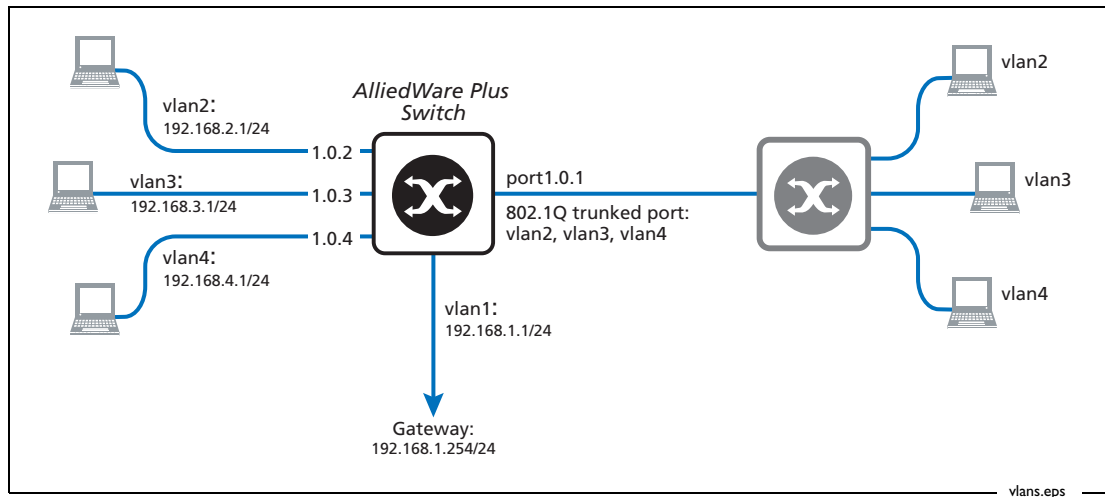 AlliedWare Plus
Switch
vlan2:
192.168.2.1/24
1.0.2
vlan3:
192.168.3.1/24
1.0.3
vlan4:
192.168.4.1/24
1.0.4
port1.0.1
802.1Q trunked port:
vlan2, vlan3, vlan4
vlan1:
192.168.1.1/24
Gateway:
192.168.1.254/24
vlan2
vlan3
vlan4
vlans.eps